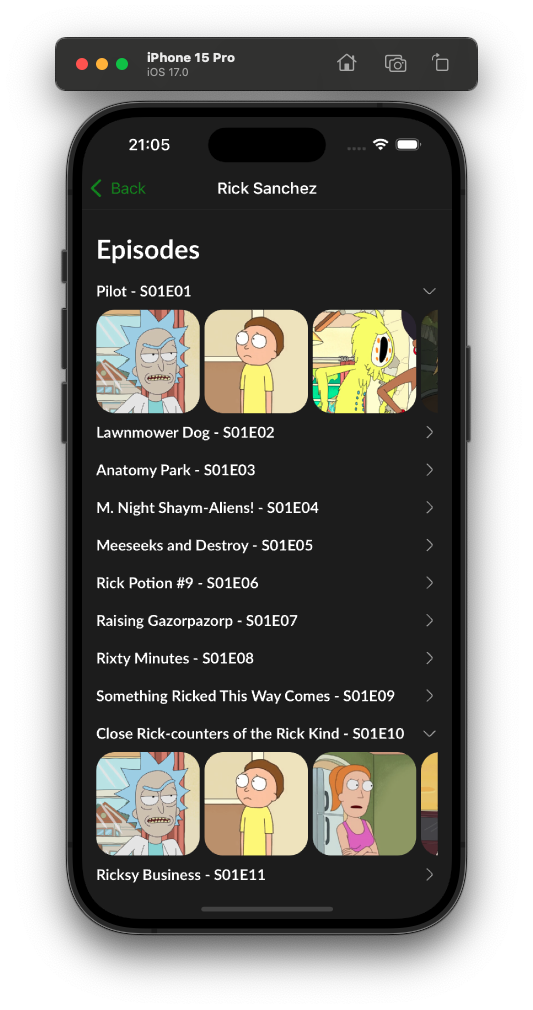 iPhone 15 Pro
iOS 17.0
21:05
Back
Rick Sanchez
Episodes
Pilot - S01E01
Lawnmower Dog - S01E02
Anatomy Park - S01E03
M. Night Shaym-Aliens! - S01E04
Meeseeks and Destroy - S01E05
Rick Potion #9 - S01E06
Raising Gazorpazorp - S01E07
Rixty Minutes - S01E08
Something Ricked This Way Comes - S01E09
Close Rick-counters of the Rick Kind - S01E10
Ricksy Business - S01E11